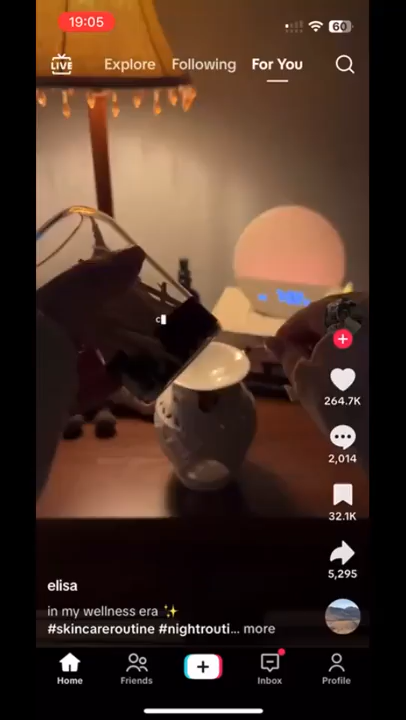 19:05
60
LIVE
Explore
Following
For You
264.7K
2,014
32.1K
5,295
elisa
in my wellness era ✨
#skincareroutine #nightrouti... more
Home
Friends
Inbox
Profile